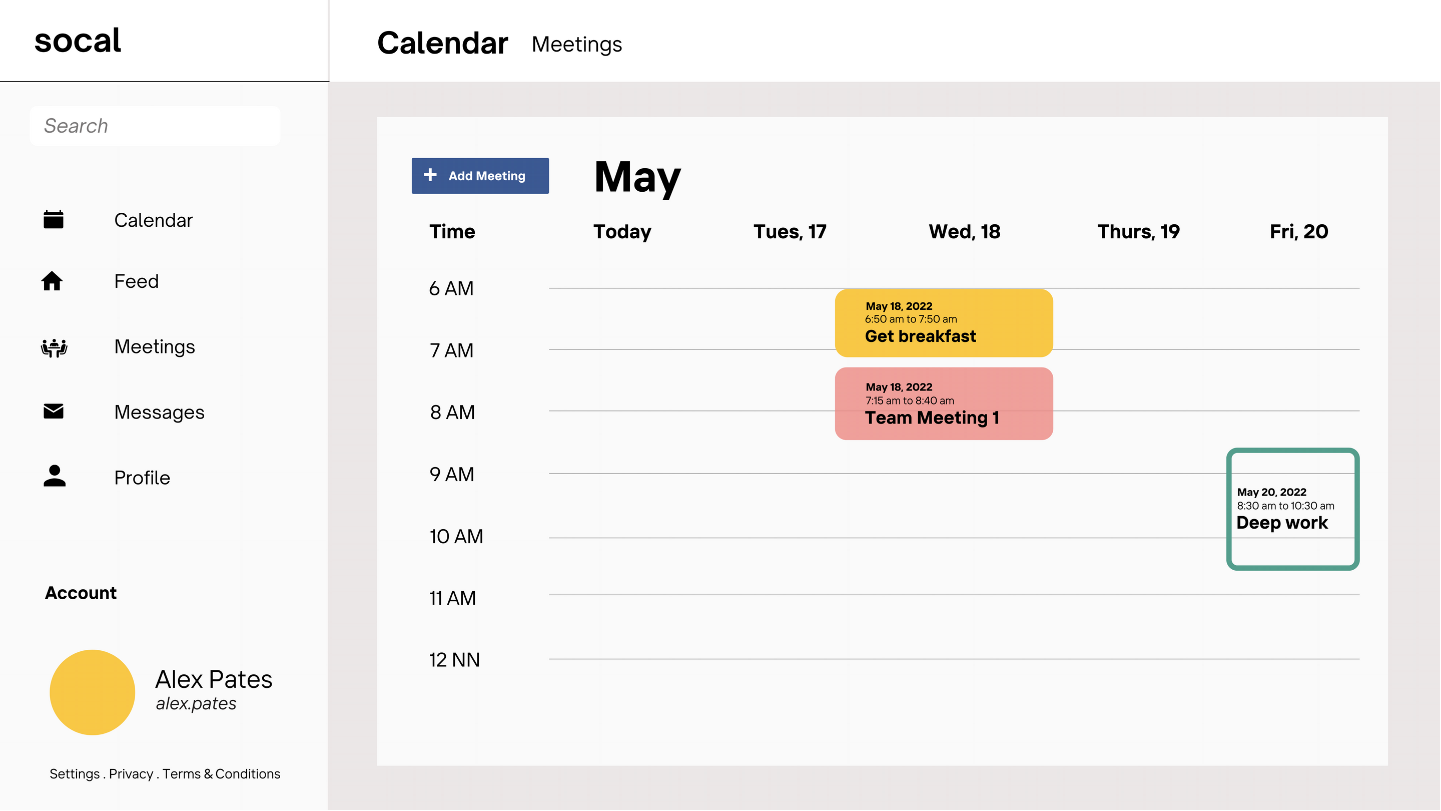 socal
Calendar Meetings
Search
Calendar
Feed
Meetings
Messages
Profile
Account
Alex Pates
alex.pates
Settings . Privacy . Terms & Conditions
+ Add Meeting
May
Time Today Tues, 17 Wed, 18 Thurs, 19 Fri, 20
6 AM
May 18, 2022
6:50 am to 7:50 am
Get breakfast
7 AM
May 18, 2022
7:15 am to 8:40 am
8 AM
Team Meeting 1
9 AM
May 20, 2022
8:30 am to 10:30 am
Deep work
10 AM
11 AM
12 NN